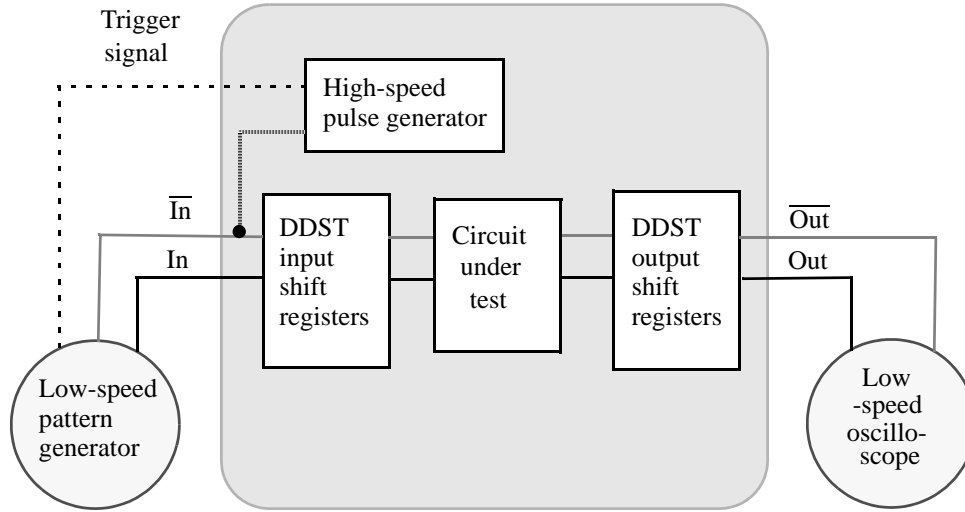 Trigger
signal
High-speed
pulse generator
In
In
DDST
input
shift
registers
Circuit
under
test
DDST
output
shift
registers
Out
Out
Low-speed
pattern
generator
Low
-speed
oscillo-
scope